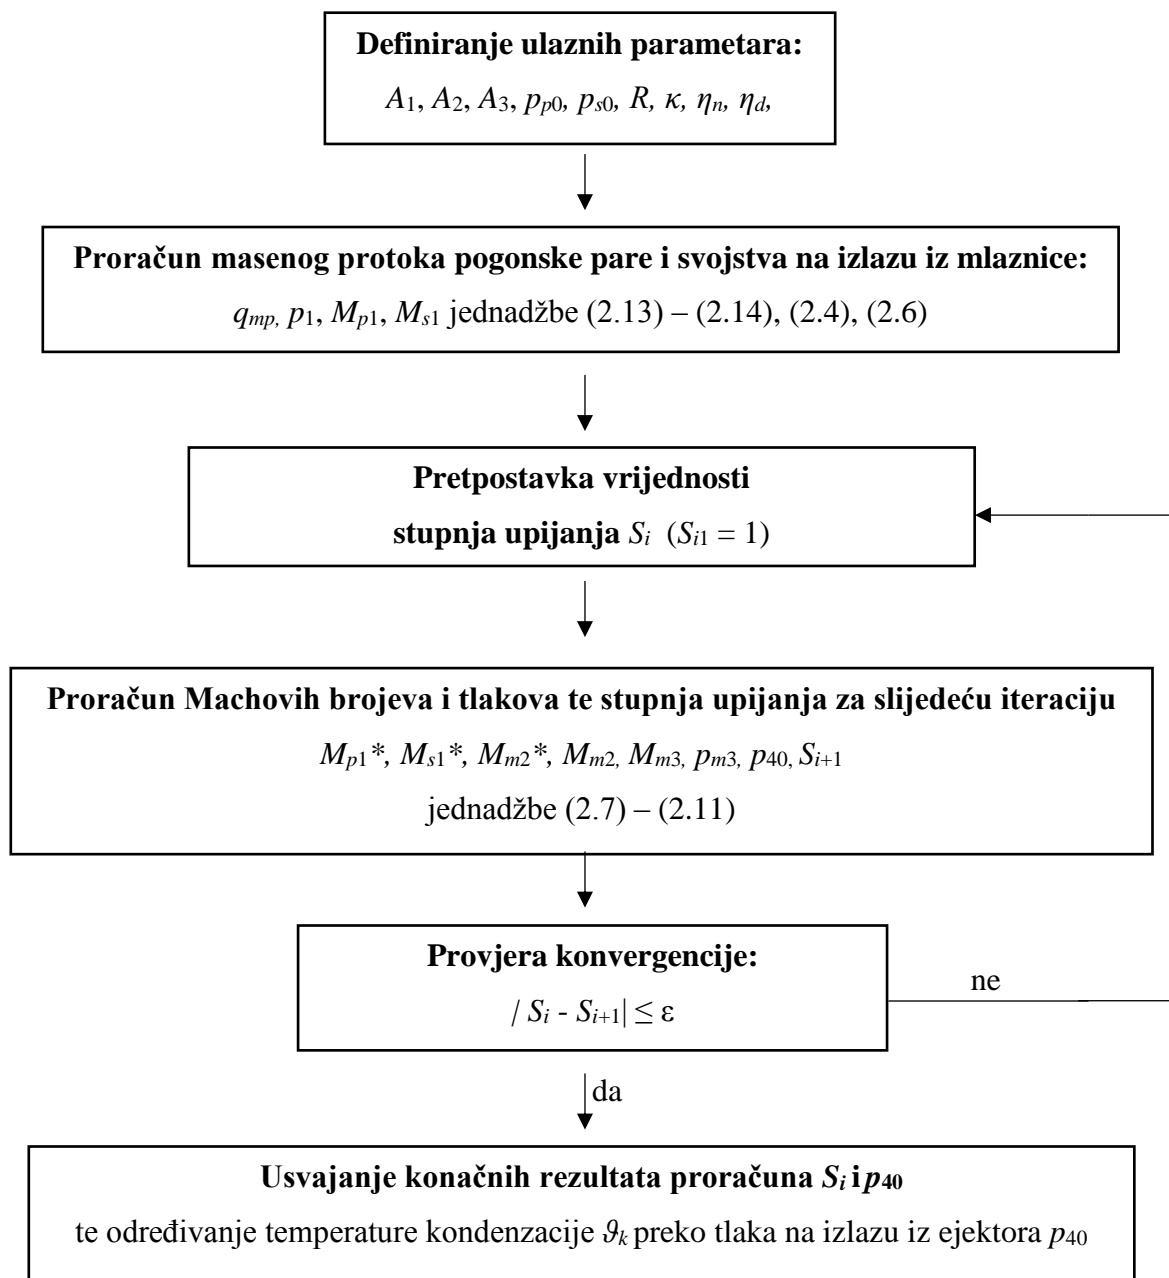 Definiranje ulaznih parametara:
A1, A2, A3, pp0, ps0, R, κ, ηn, ηd,
Proračun masenog protoka pogonske pare i svojstva na izlazu iz mlaznice:
qmp, p1, Mp1, Ms1 jednadžbe (2.13) – (2.14), (2.4), (2.6)
Pretpostavka vrijednosti
stupnja upijanja Si (Si1 = 1)
Proračun Machovih brojeva i tlakova te stupnja upijanja za slijedeću iteraciju
Mp1*, Ms1*, Mm2*, Mm2, Mm3, pm3, p40, Si+1
jednadžbe (2.7) – (2.11)
Provjera konvergencije:
/ Si - Si+1| ≤ ε
ne
da
Usvajanje konačnih rezultata proračuna Si i p40
te određivanje temperature kondenzacije ϑk preko tlaka na izlazu iz ejektora p40